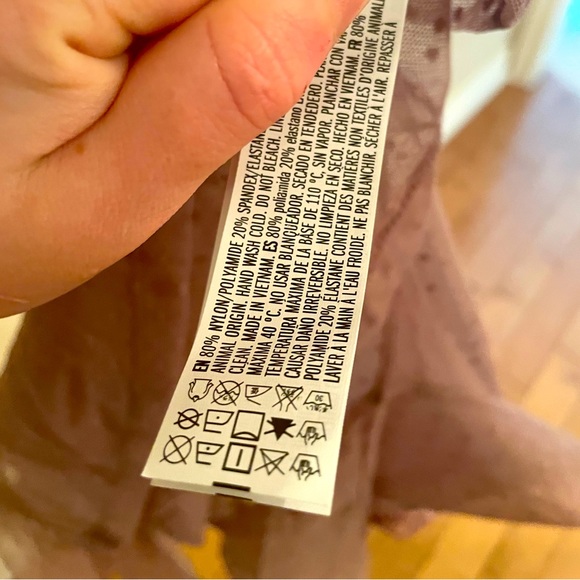 EN 80% NYLON/POLYAMIDE 20% SPANDEX/ELASTAN
ANIMAL ORIGIN. HAND WASH COLD. DO NOT BLEACH. LI
CLEAN. MADE IN VIETNAM. ES 80% poliamida 20% elastano
MÁXIMA 40 °C. NO USAR BLANQUEADOR. SECADO EN TENDEDERO. PL
TEMPERATURA MÁXIMA DE LA BASE DE 110 °C, SIN VAPOR. PLANCHAR CON
CAUSAR DAÑO IRREVERSIBLE. NO LIMPIEZA EN SECO. HECHO EN VIETNAM. FR 80%
POLYAMIDE 20% ELASTANE CONTIENT DES MATIÈRES NON TEXTILES D'ORIGINE ANIMALE
LAVER À LA MAIN À L'EAU FROIDE. NE PAS BLANCHIR. SÉCHER À L'AIR. REPASSER À